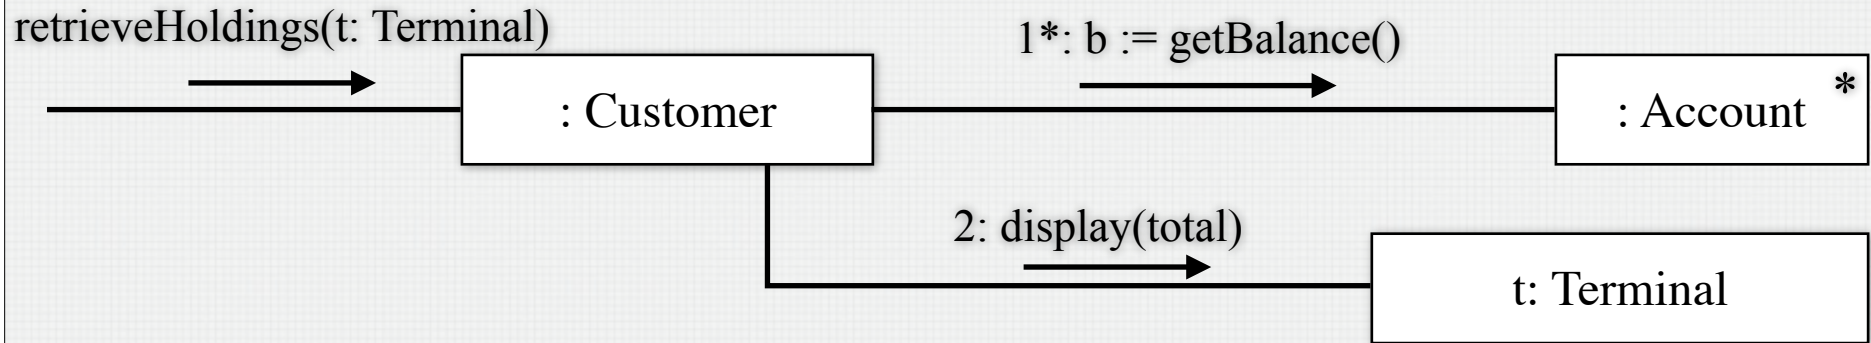 retrieveHoldings(t: Terminal)
1*: b := getBalance()
: Customer
: Account *
2: display(total)
t: Terminal